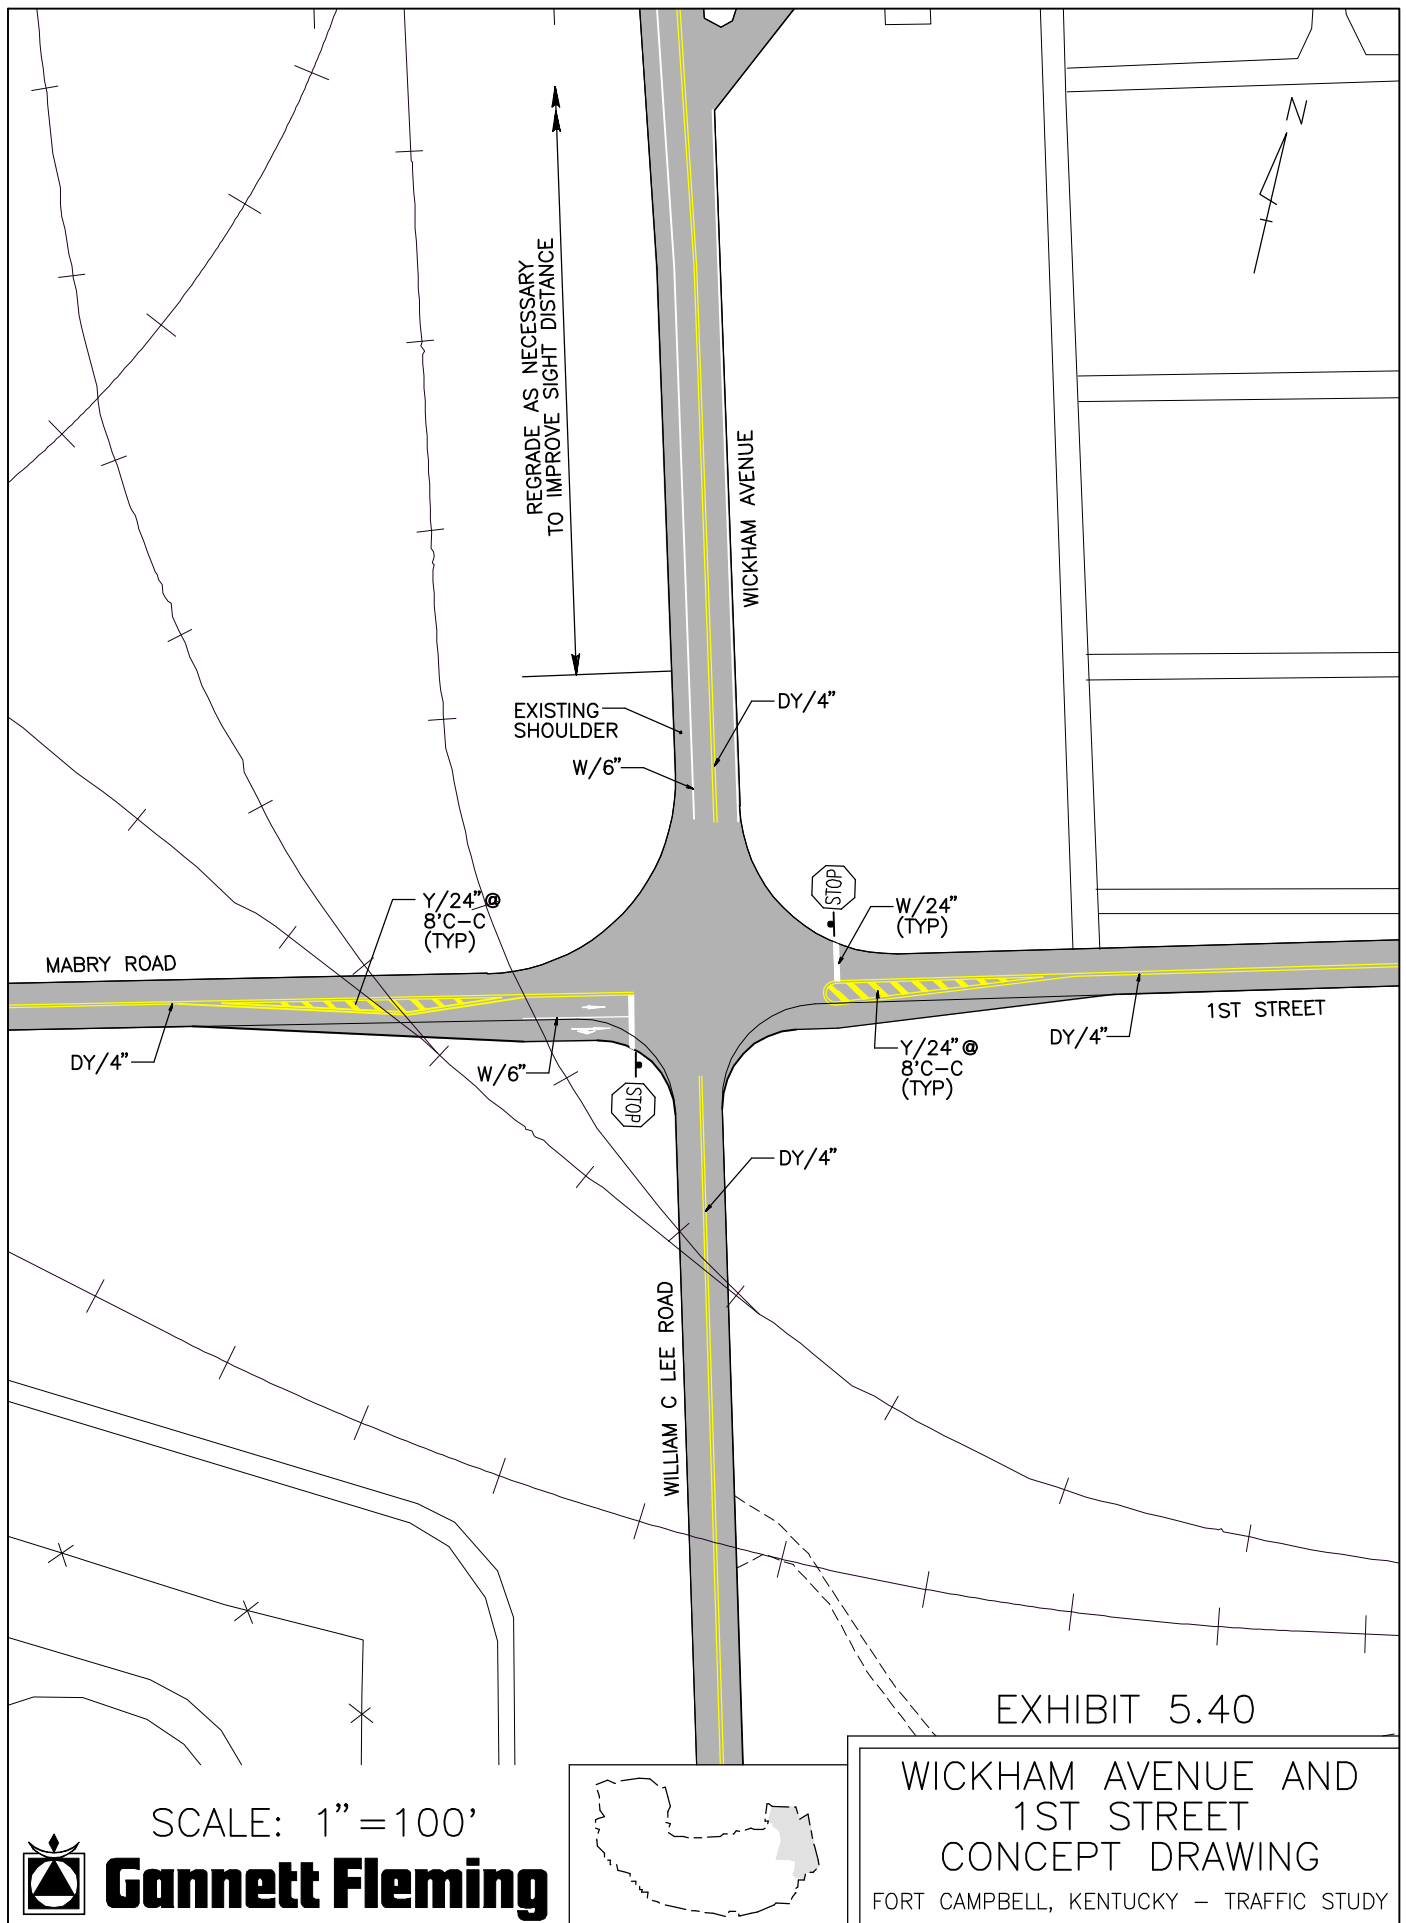 N
REGRADE AS NECESSARY
TO IMPROVE SIGHT DISTANCE
WICKHAM AVENUE
EXISTING
SHOULDER
DY/4"
W/6"
STOP
Y/24" @
8'C-C
(TYP)
W/24"
(TYP)
MABRY ROAD
1ST STREET
DY/4"
W/6"
STOP
Y/24" @
8'C-C
(TYP)
DY/4"
DY/4"
WILLIAM C LEE ROAD
EXHIBIT 5.40
SCALE: 1"=100'
Gannett Fleming
WICKHAM AVENUE AND
1ST STREET
CONCEPT DRAWING
FORT CAMPBELL, KENTUCKY – TRAFFIC STUDY